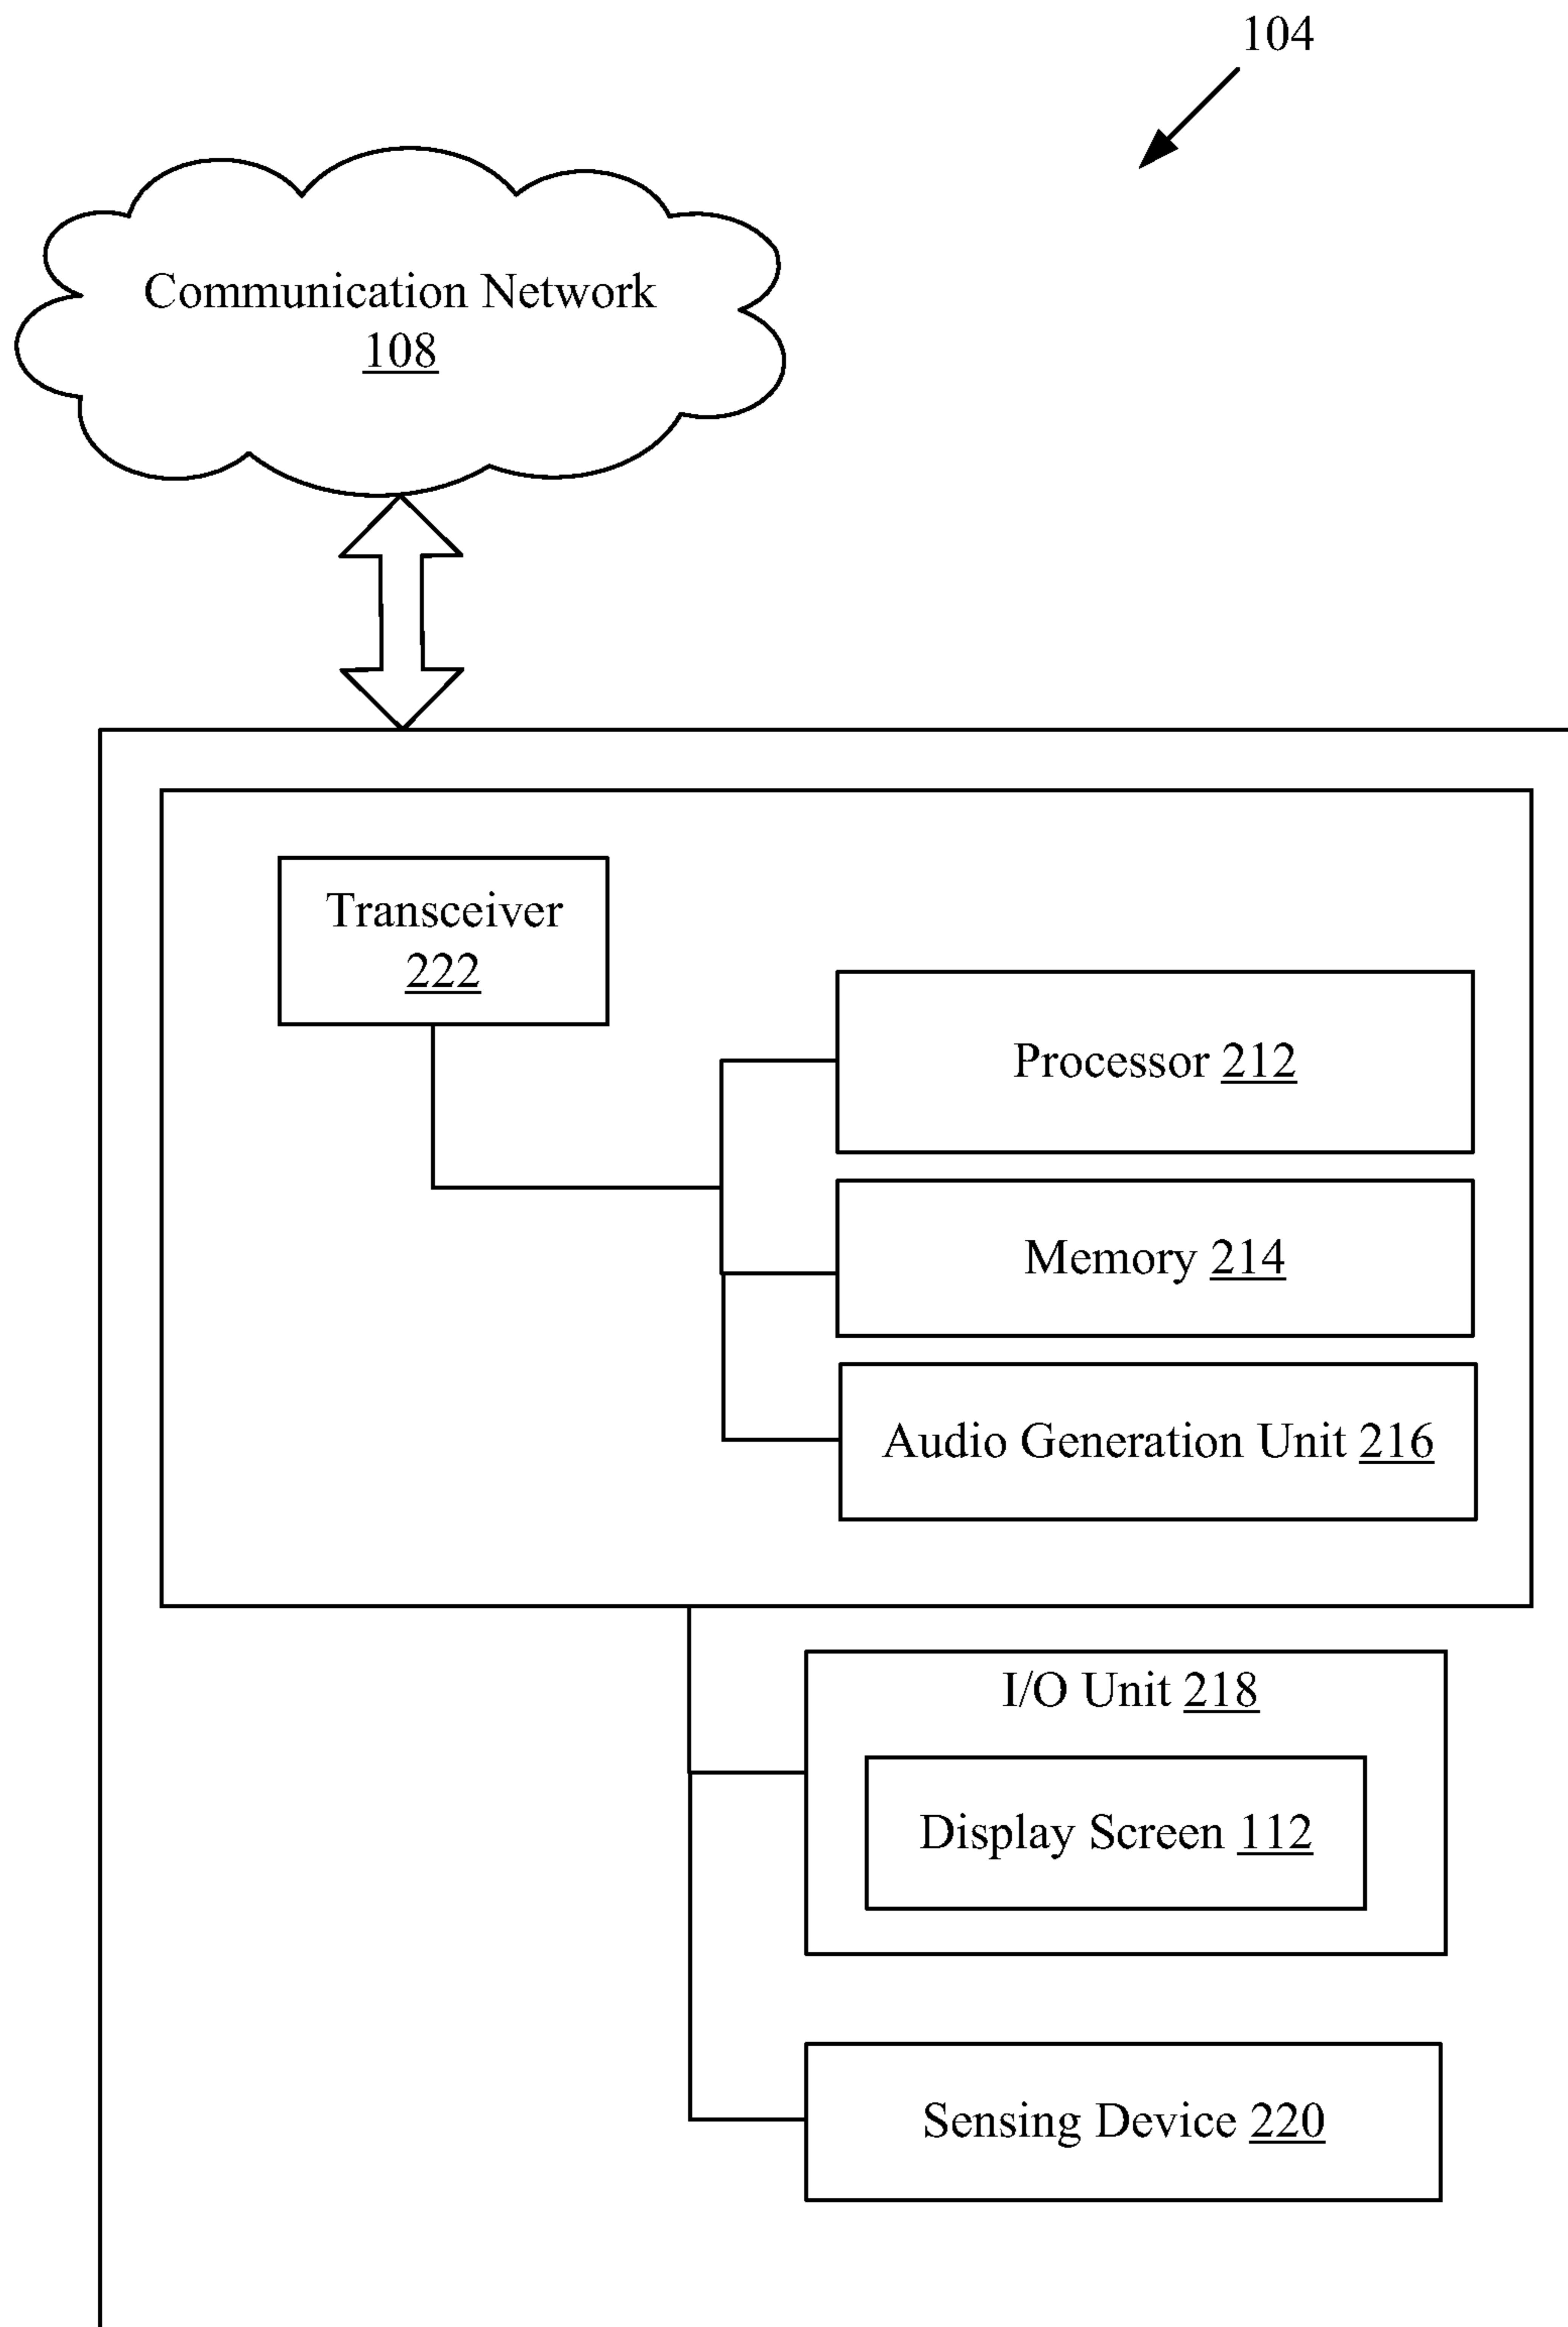 104
Communication Network
108
Transceiver
222
Processor 212
Memory 214
Audio Generation Unit 216
I/O Unit 218
Display Screen 112
Sensing Device 220